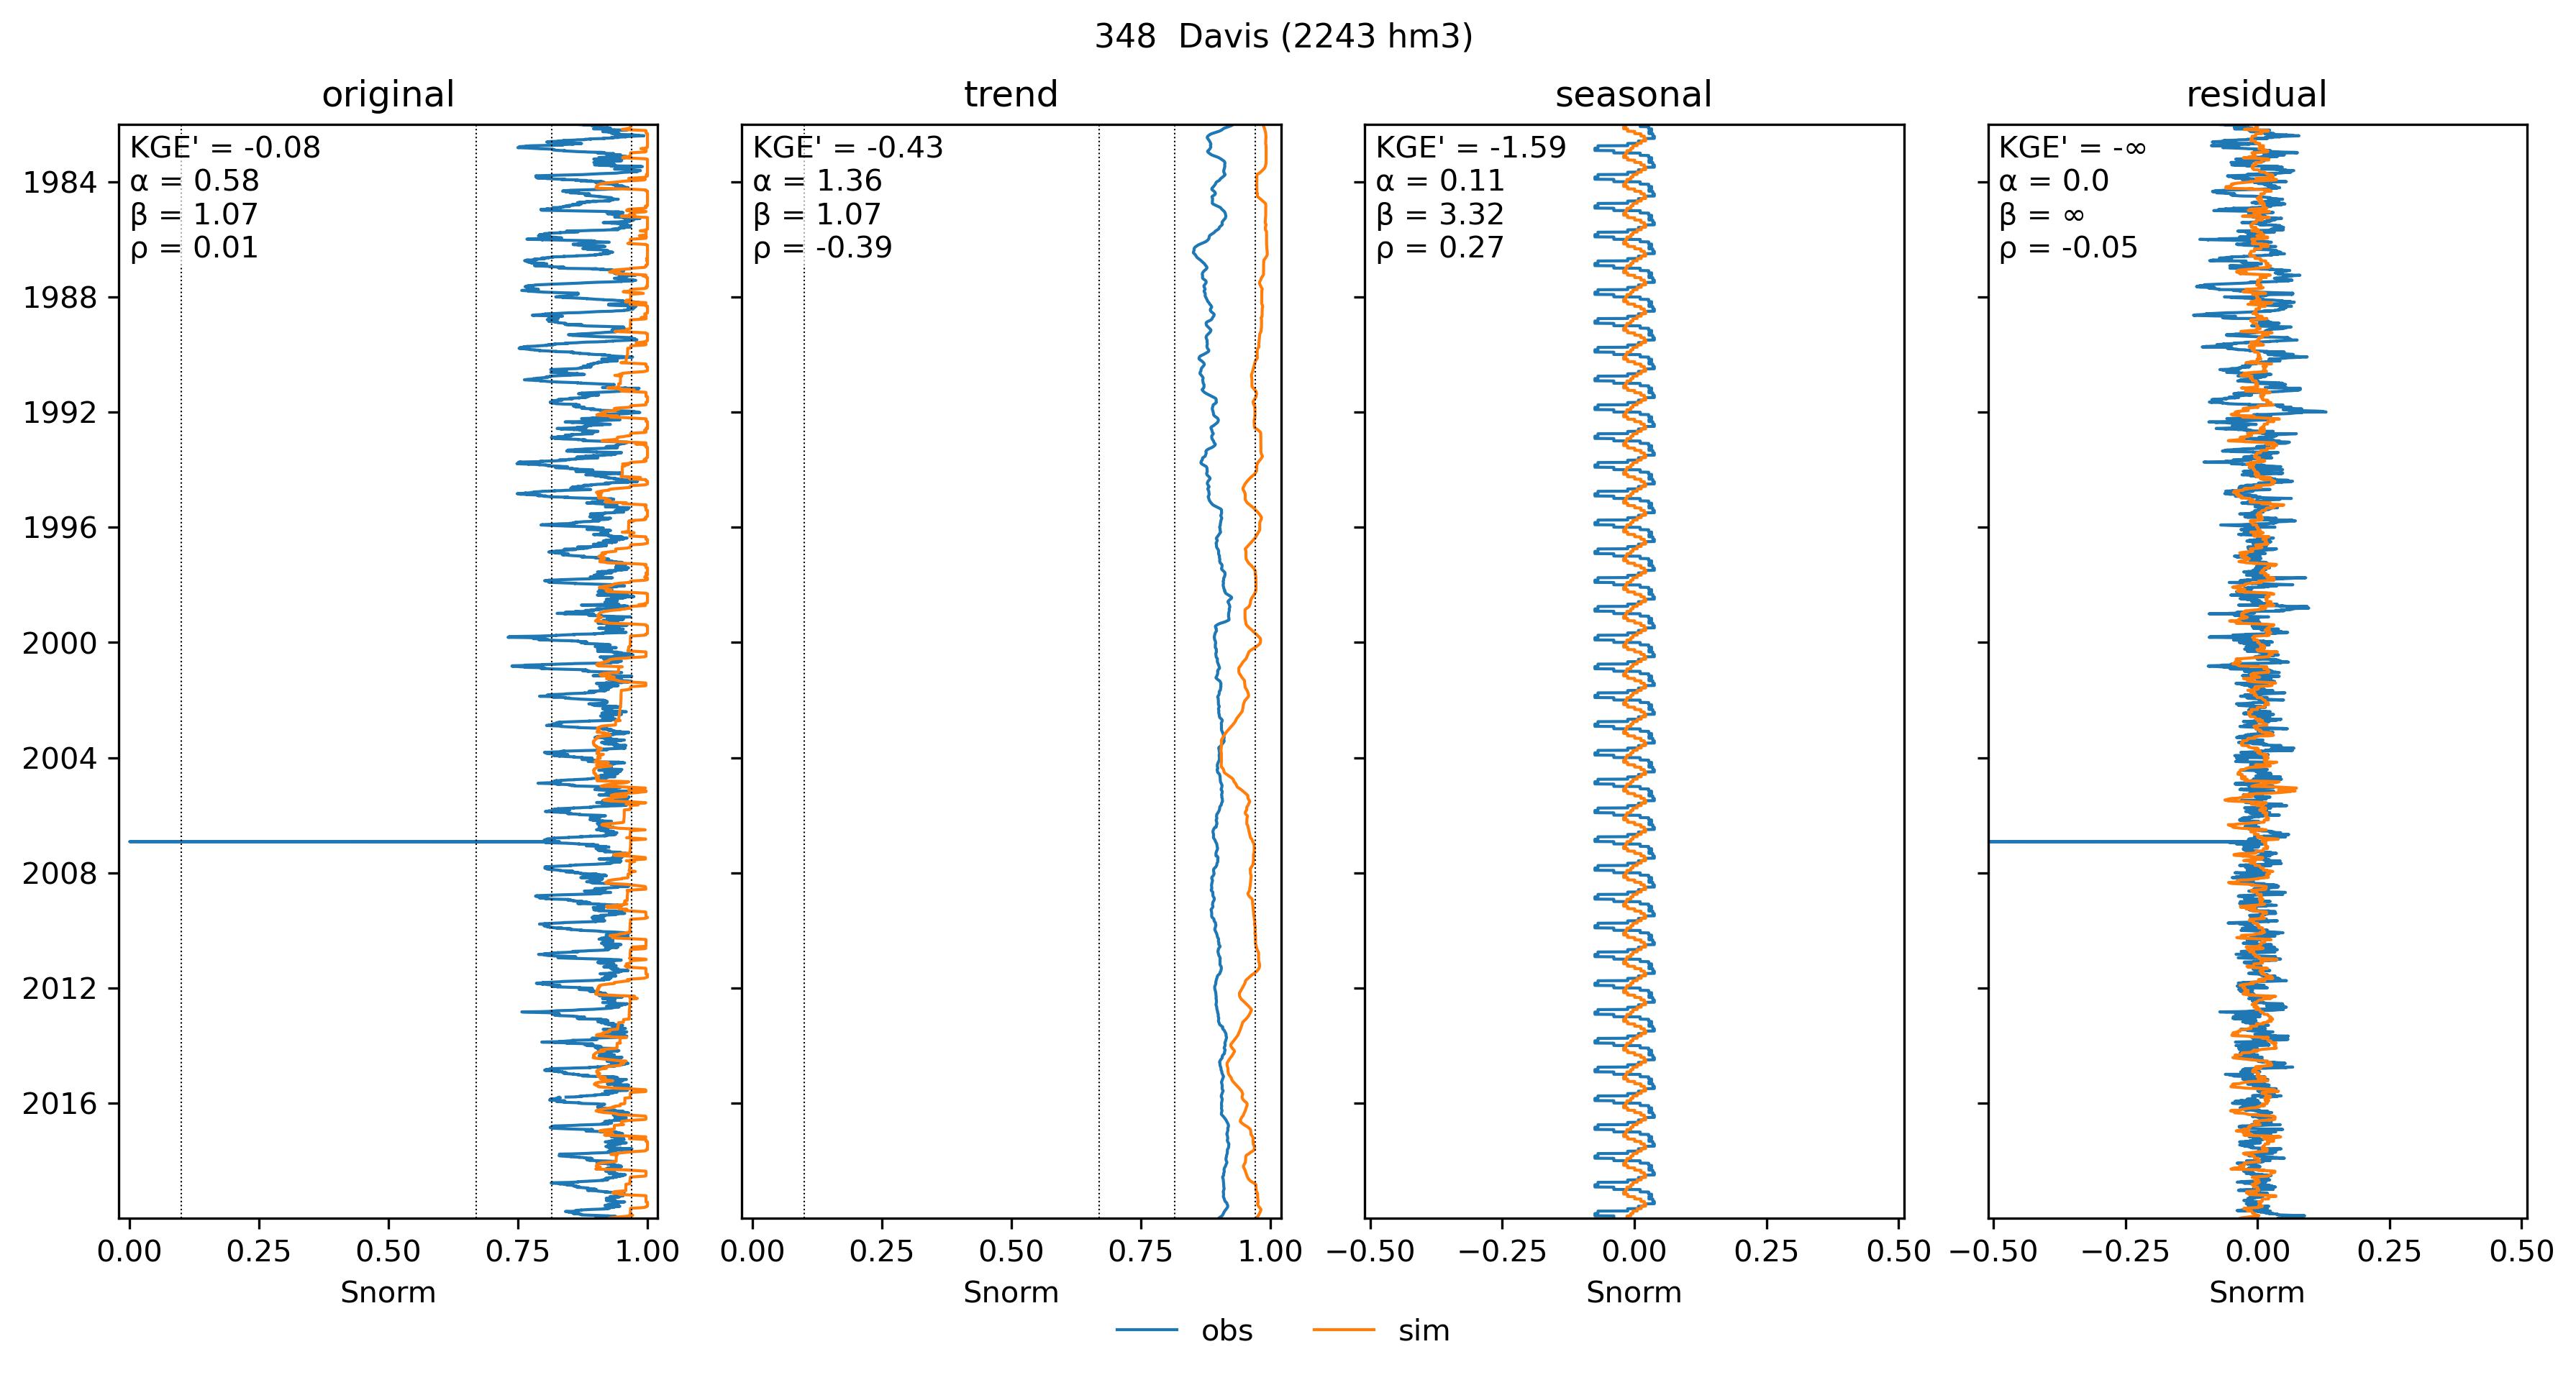 348  Davis (2243 hm3)
original
trend
seasonal
residual
KGE' = -0.08
α = 0.58
β = 1.07
ρ = 0.01
KGE' = -0.43
α = 1.36
β = 1.07
ρ = -0.39
KGE' = -1.59
α = 0.11
β = 3.32
ρ = 0.27
KGE' = -∞
α = 0.0
β = ∞
ρ = -0.05
1984
1988
1992
1996
2000
2004
2008
2012
2016
0.00 0.25 0.50 0.75 1.00
0.00 0.25 0.50 0.75 1.00
−0.50 −0.25 0.00 0.25 0.50
−0.50 −0.25 0.00 0.25 0.50
Snorm
Snorm
Snorm
Snorm
obs
sim